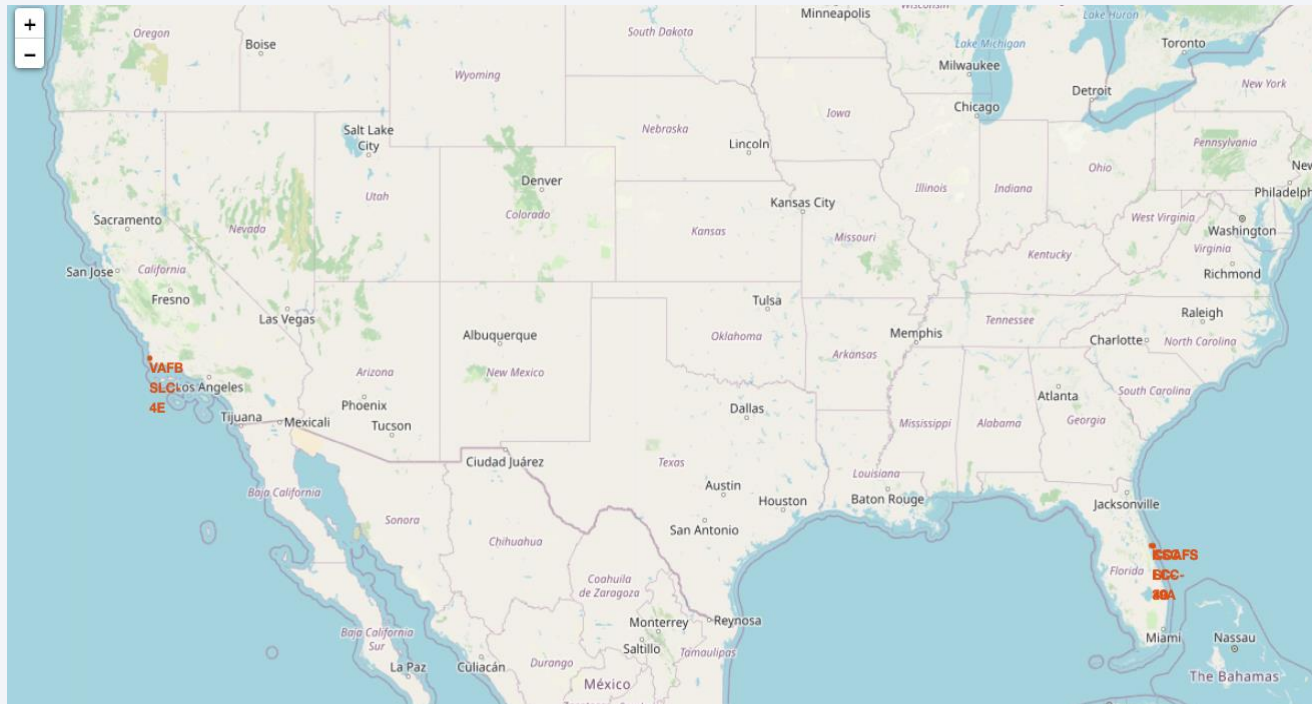 +
−
Oregon
Boise
South Dakota
Minneapolis
Wisconsin
Lake Huron
Lake Michigan
Toronto
Milwaukee
Wyoming
Detroit
New York
Chicago
Iowa
Salt Lake
City
Nebraska
Lincoln
Pennsylvania
Denver
Ohio
Utah
Illinois
Indiana
Philadelph
Colorado
Kansas City
Sacramento
Nevada
Kansas
Missouri
West Virginia
Washington
Virginia
San Jose
California
Kentucky
Richmond
Fresno
Las Vegas
Tulsa
Raleigh
Albuquerque
Oklahoma
Memphis
Tennessee
Charlotte
North Carolina
Arkansas
VAFB
SLC-
4E
Los Angeles
Arizona
New Mexico
Phoenix
Dallas
Atlanta
South Carolina
Tijuana
Mexicali
Tucson
Mississippi
Alabama
Georgia
Ciudad Juárez
Texas
Louisiana
Austin
Houston
Baton Rouge
Jacksonville
Baja California
Sonora
San Antonio
Chihuahua
Florida
Coahuila
de Zaragoza
Monterrey
Reynosa
Baja California
Sur
Saltillo
Tamaulipas
Miami
Nassau
La Paz
Culiacán
Durango
México
The Bahamas